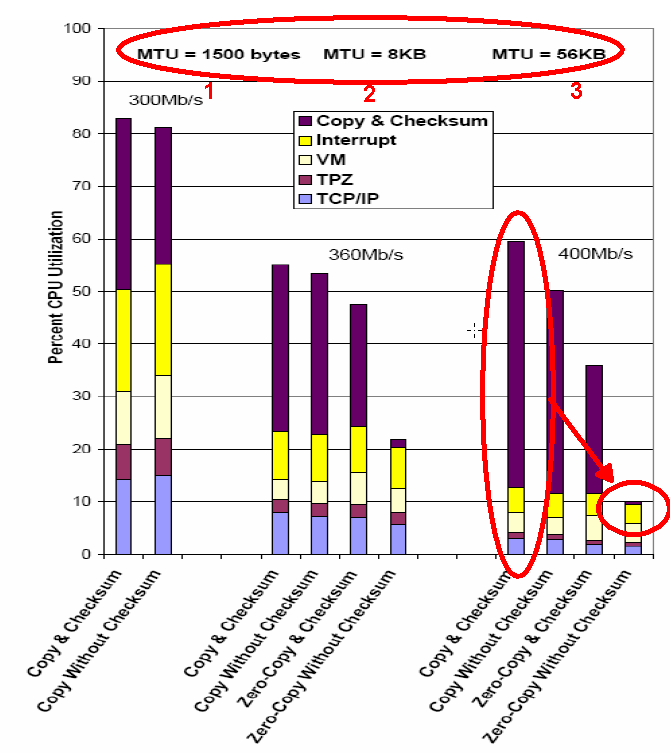 100
MTU = 1500 bytes MTU = 8KB MTU = 56KB
90
1 2 3
300Mb/s
80
Copy & Checksum
Interrupt
VM
TPZ
TCP/IP
70
60
360Mb/s 400Mb/s
50
40
30
20
10
0
Percent CPU Utilization
Copy & Checksum
Copy Without Checksum
Copy & Checksum
Copy Without Checksum
Zero-Copy & Checksum
Zero-Copy Without Checksum
Copy & Checksum
Copy Without Checksum
Zero-Copy & Checksum
Zero-Copy Without Checksum